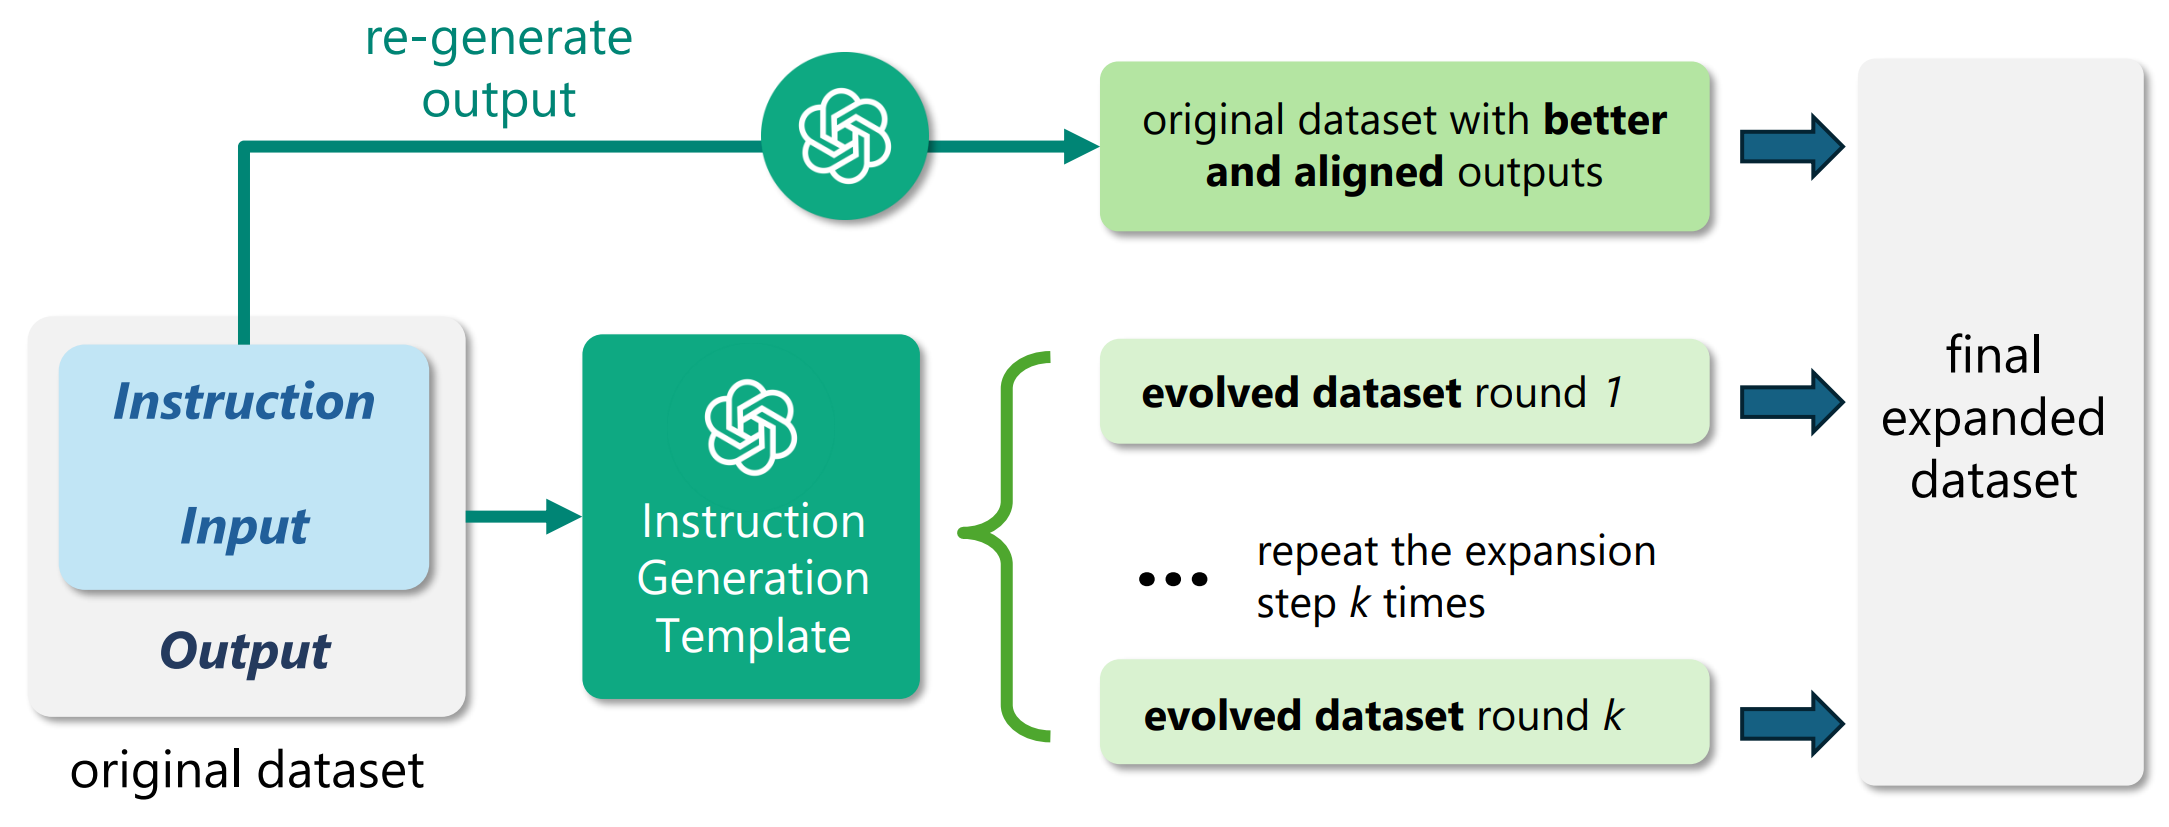 re-generate
output
original dataset with better
and aligned outputs
Instruction
Input
Output
original dataset
Instruction
Generation
Template
evolved dataset round 1
... repeat the expansion
step k times
evolved dataset round k
final
expanded
dataset